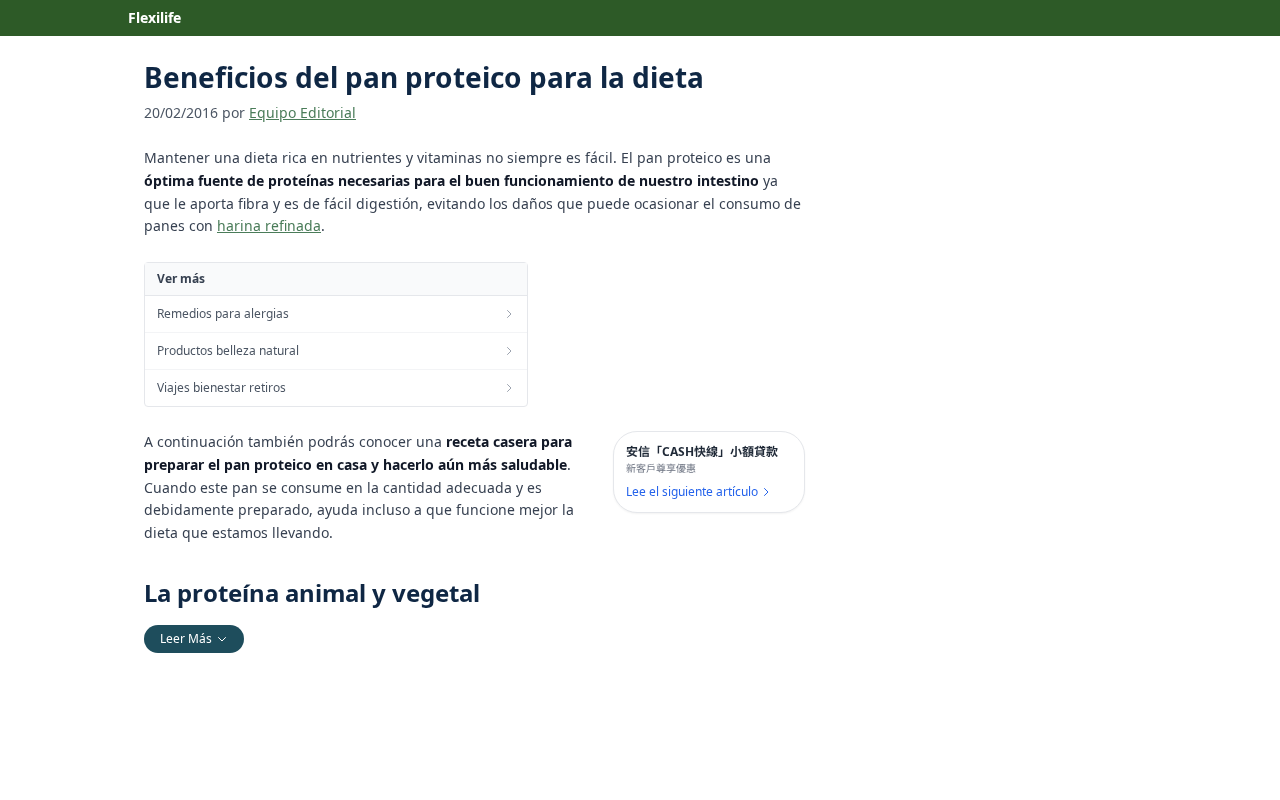 Flexilife
Beneficios del pan proteico para la dieta
20/02/2016 por Equipo Editorial
Mantener una dieta rica en nutrientes y vitaminas no siempre es fácil. El pan proteico es una
óptima fuente de proteínas necesarias para el buen funcionamiento de nuestro intestino ya
que le aporta fibra y es de fácil digestión, evitando los daños que puede ocasionar el consumo de
panes con harina refinada.
Ver más
Remedios para alergias
Productos belleza natural
Viajes bienestar retiros
A continuación también podrás conocer una receta casera para
preparar el pan proteico en casa y hacerlo aún más saludable.
Cuando este pan se consume en la cantidad adecuada y es
debidamente preparado, ayuda incluso a que funcione mejor la
dieta que estamos llevando.
安信「CASH快線」小額貸款
新客戶尊享優惠
Lee el siguiente artículo
La proteína animal y vegetal
Leer Más